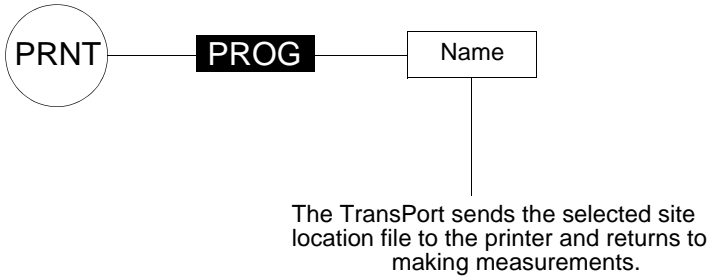 PRNT
PROG
Name
The TransPort sends the selected site
location file to the printer and returns to
making measurements.